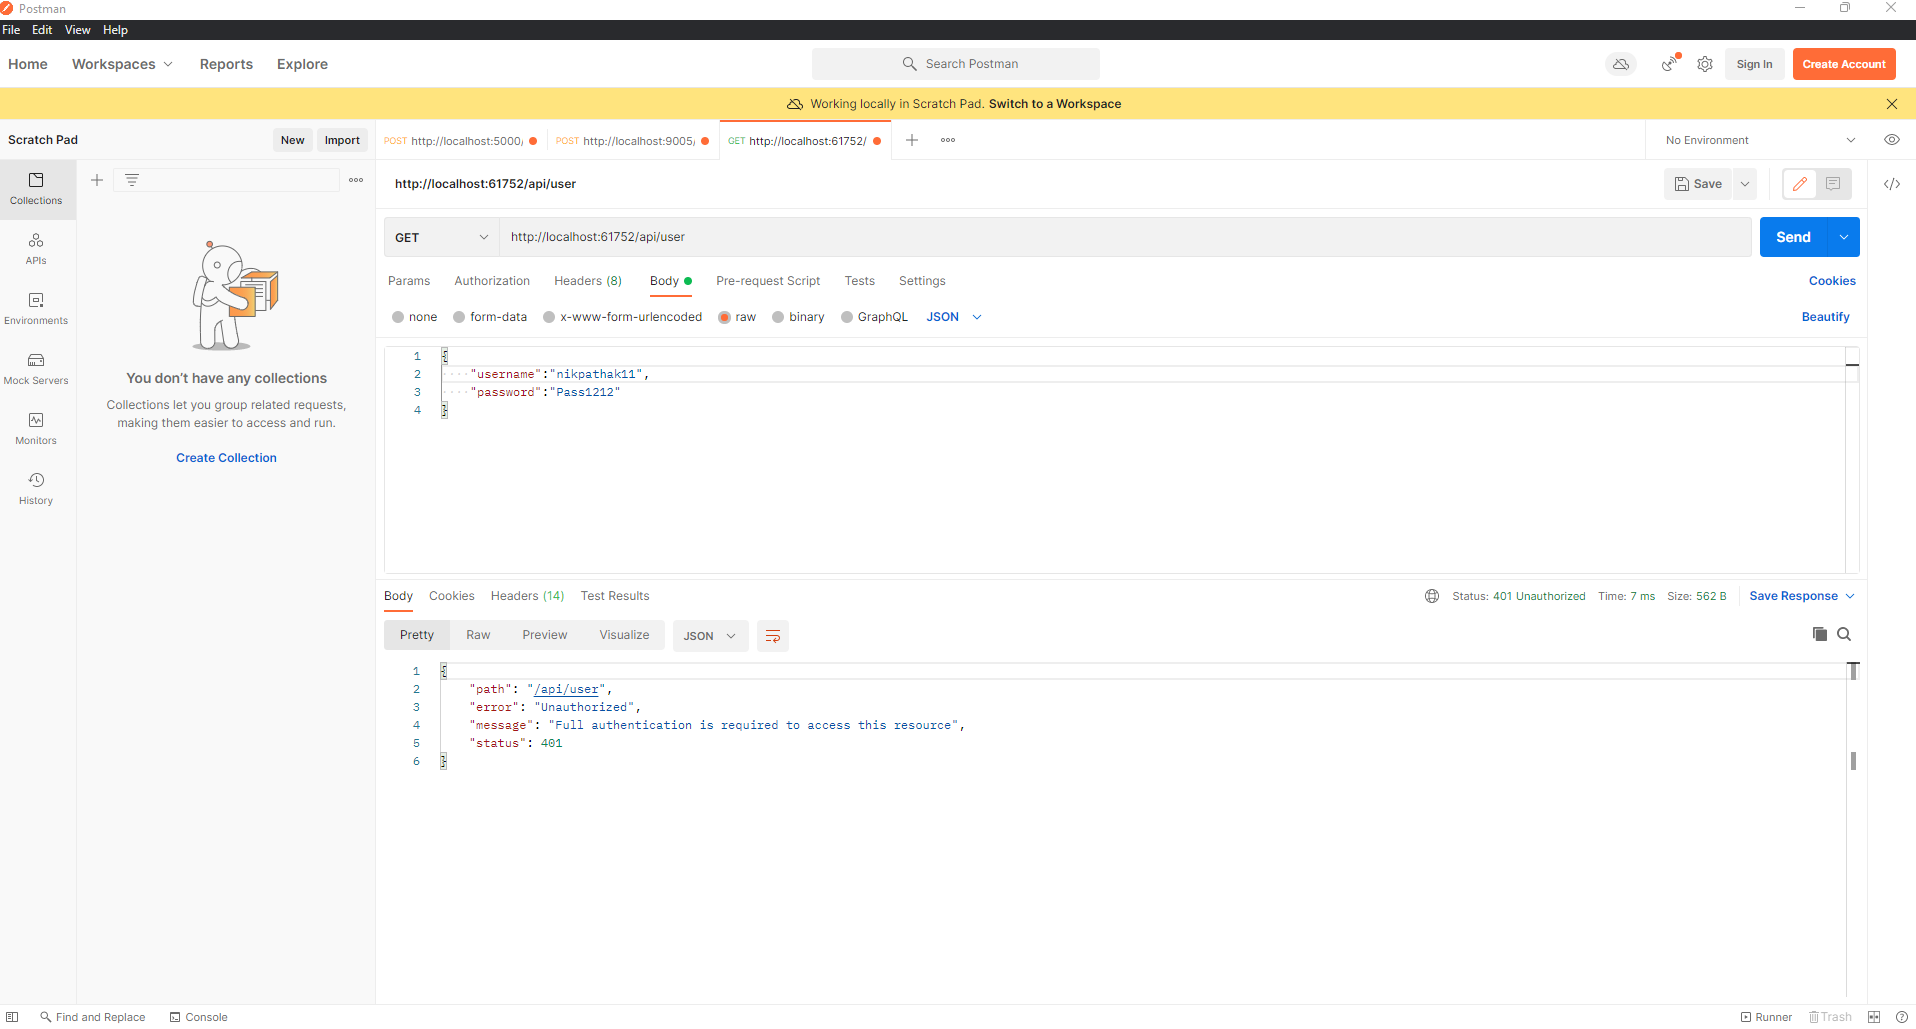 Postman
File Edit View Help
Home Workspaces Reports Explore Search Postman Sign In Create Account
Working locally in Scratch Pad. Switch to a Workspace
Scratch Pad New Import POST http://localhost:5000/ POST http://localhost:9005/ GET http://localhost:61752/ No Environment
http://localhost:61752/api/user Save
Collections
GET http://localhost:61752/api/user Send
APIs
Params Authorization Headers (8) Body Pre-request Script Tests Settings Cookies
none form-data x-www-form-urlencoded raw binary GraphQL JSON Beautify
Environments
Mock Servers
Monitors
History
You don't have any collections
Collections let you group related requests,
making them easier to access and run.
Create Collection
1 {
2 "username":"nikpathak11",
3 "password":"Pass1212"
4 }
Body Cookies Headers (14) Test Results Status: 401 Unauthorized Time: 7 ms Size: 562 B Save Response
Pretty Raw Preview Visualize JSON
1 {
2 "path": "/api/user",
3 "error": "Unauthorized",
4 "message": "Full authentication is required to access this resource",
5 "status": 401
6 }
Find and Replace Console Runner Trash